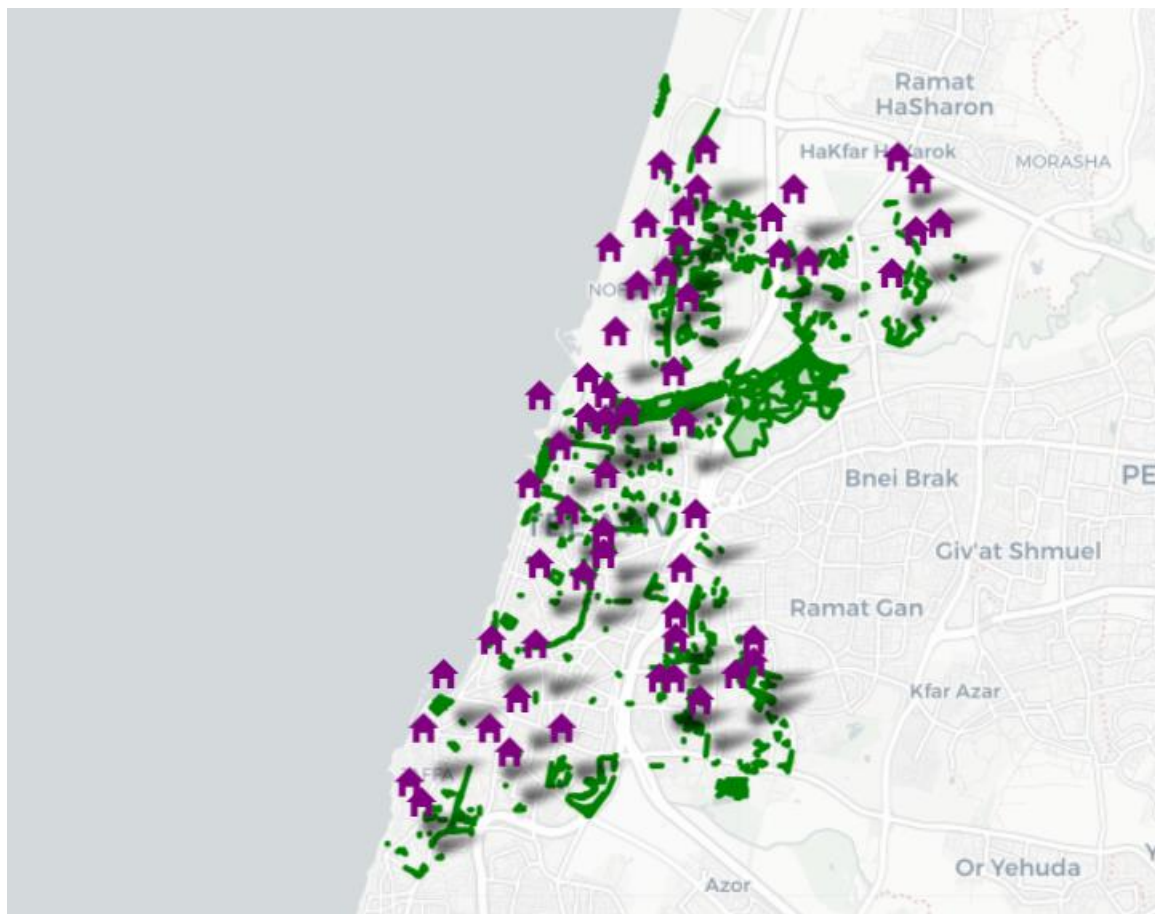 Ramat
HaSharon
MORASHA
Bnei Brak
PE
Giv'at Shmuel
Ramat Gan
Kfar Azar
Or Yehuda
Y
Azor